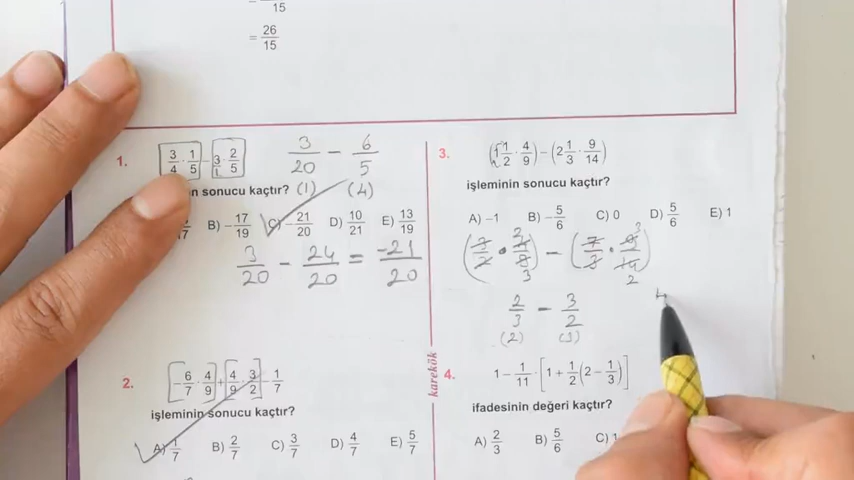 15
= 26/15
1. 3/4 · 1/5 - 3/1 · 2/5
3/20 - 6/5
(1) (4)
n sonucu kaçtır?
B) -17/19 C) -21/20 D) 10/21 E) 13/19
3/20 - 24/20 = -21/20
2. [-6/7 · 4/9] + [4/9 · 3/2] - 1/7
işleminin sonucu kaçtır?
A) 1/7 B) 2/7 C) 3/7 D) 4/7 E) 5/7
karekök
3. (1 1/2 · 4/9) - (2 1/3 · 9/14)
işleminin sonucu kaçtır?
A) -1 B) -5/6 C) 0 D) 5/6 E) 1
2/3 - 3/2
(2) (3)
4
4. 1 - 1/11 · [1 + 1/2 (2 - 1/3)]
ifadesinin değeri kaçtır?
A) 2/3 B) 5/6 C) 1